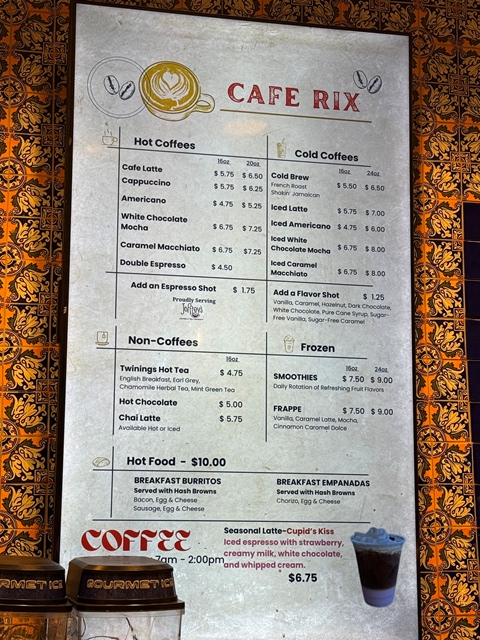 CAFE RIX
Hot Coffees
16oz 20oz
Cafe Latte $ 5.75 $ 6.50
Cappuccino $ 5.75 $ 6.25
Americano $ 4.75 $ 5.25
White Chocolate
Mocha $ 6.75 $7.25
Caramel Macchiato $ 6.75 $7.25
Double Espresso $ 4.50
Add an Espresso Shot $ 1.75
Proudly Serving
Joffrey's
Cold Coffees
16oz 24oz
Cold Brew $ 5.50 $ 6.50
French Roast
Shakin' Jamaican
Iced Latte $ 5.75 $ 7.00
Iced Americano $ 4.75 $ 6.00
Iced White
Chocolate Mocha $ 6.75 $ 8.00
Iced Caramel
Macchiato $ 6.75 $ 8.00
Add a Flavor Shot $ 1.25
Vanilla, Caramel, Hazelnut, Dark Chocolate,
White Chocolate, Pure Cane Syrup, Sugar-
Free Vanilla, Sugar-Free Caramel
Non-Coffees
16oz
Twinings Hot Tea $ 4.75
English Breakfast, Earl Grey,
Chamomile Herbal Tea, Mint Green Tea
Hot Chocolate $ 5.00
Chai Latte $ 5.75
Available Hot or Iced
Frozen
16oz 24oz
SMOOTHIES $ 7.50 $ 9.00
Daily Rotation of Refreshing Fruit Flavors
FRAPPE $ 7.50 $ 9.00
Vanilla, Caramel Latte, Mocha,
Cinnamon Caramel Dolce
Hot Food - $10.00
BREAKFAST BURRITOS
Served with Hash Browns
Bacon, Egg & Cheese
Sausage, Egg & Cheese
BREAKFAST EMPANADAS
Served with Hash Browns
Chorizo, Egg & Cheese
COFFEE
7am - 2:00pm
Seasonal Latte-Cupid's Kiss
Iced espresso with strawberry,
creamy milk, white chocolate,
and whipped cream.
$6.75
GOURMET ICE